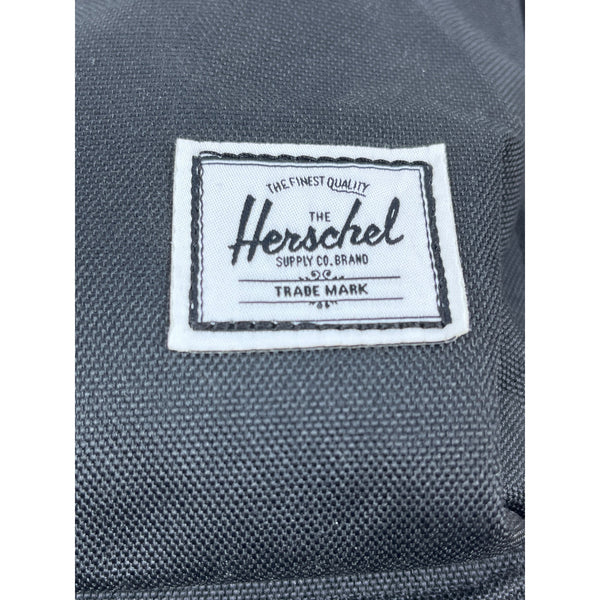 THE FINEST QUALITY
THE
Herschel
SUPPLY CO. BRAND
TRADE MARK